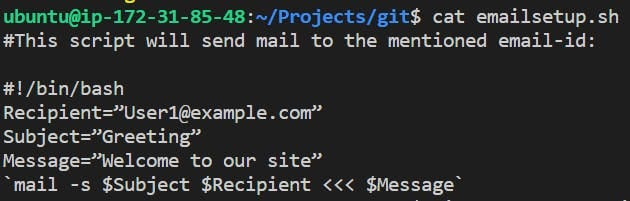 ubuntu@ip-172-31-85-48:~/Projects/git$ cat emailsetup.sh
#This script will send mail to the mentioned email-id:
#!/bin/bash
Recipient=”User1@example.com”
Subject=”Greeting”
Message=”Welcome to our site”
`mail -s $Subject $Recipient <<< $Message`